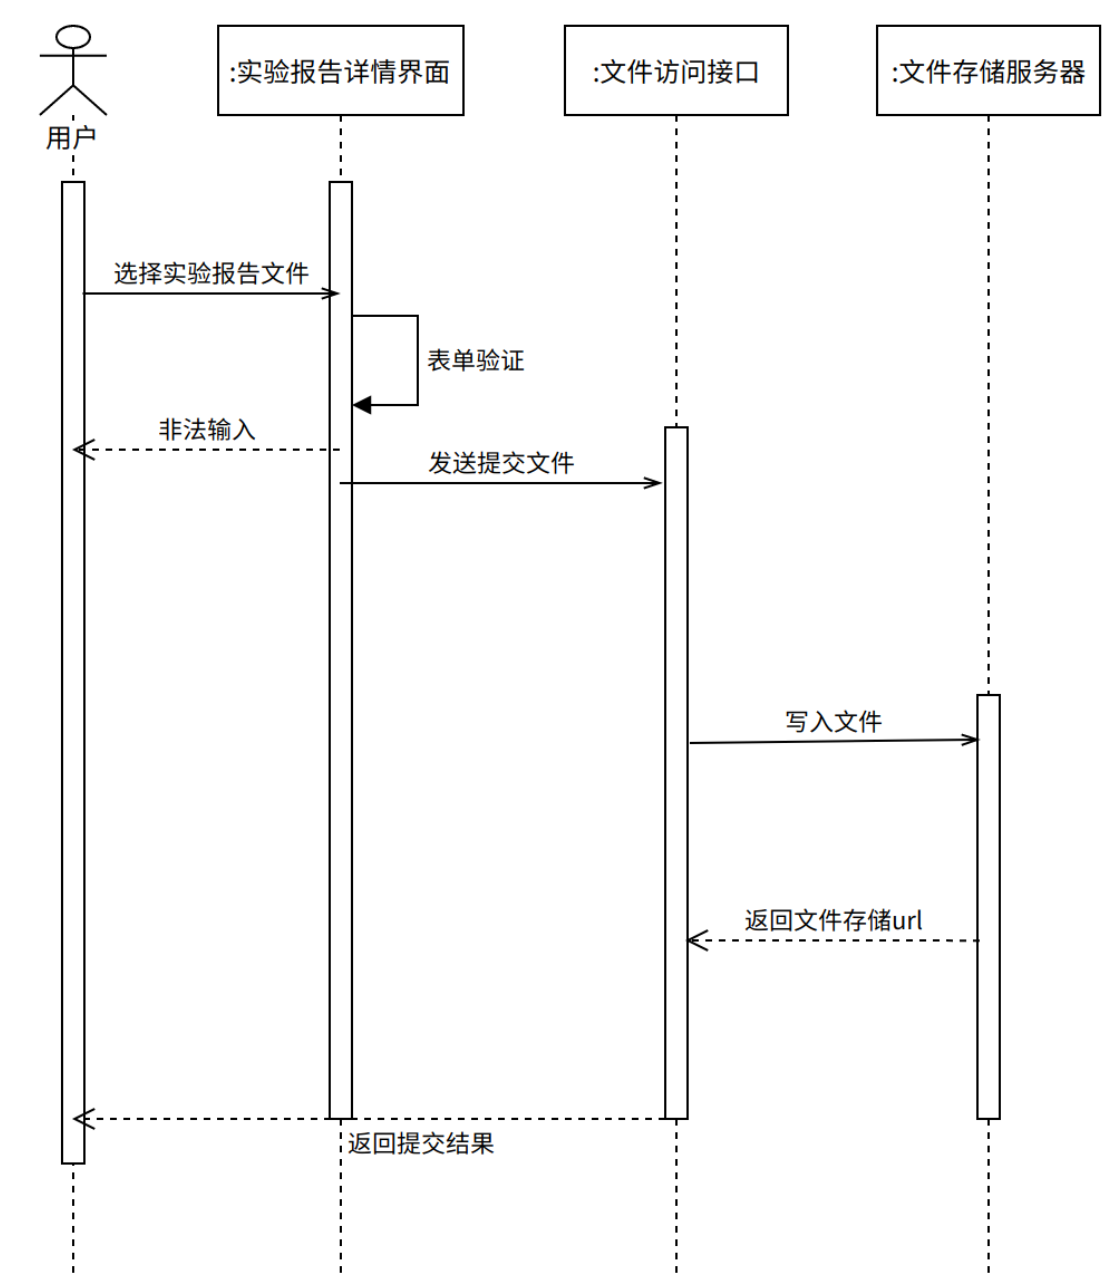 :实验报告详情界面
:文件访问接口
:文件存储服务器
用户
选择实验报告文件
表单验证
非法输入
发送提交文件
写入文件
返回文件存储url
返回提交结果